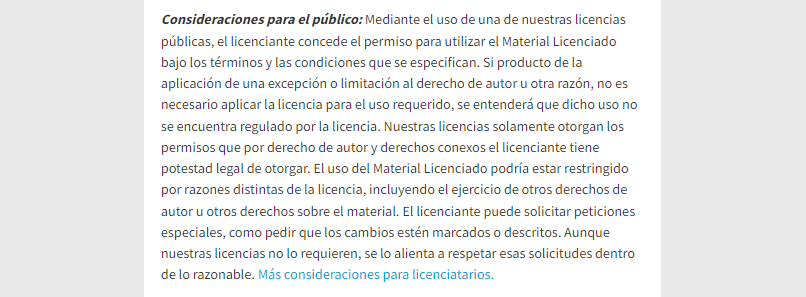 Consideraciones para el público: Mediante el uso de una de nuestras licencias
públicas, el licenciante concede el permiso para utilizar el Material Licenciado
bajo los términos y las condiciones que se especifican. Si producto de la
aplicación de una excepción o limitación al derecho de autor u otra razón, no es
necesario aplicar la licencia para el uso requerido, se entenderá que dicho uso no
se encuentra regulado por la licencia. Nuestras licencias solamente otorgan los
permisos que por derecho de autor y derechos conexos el licenciante tiene
potestad legal de otorgar. El uso del Material Licenciado podría estar restringido
por razones distintas de la licencia, incluyendo el ejercicio de otros derechos de
autor u otros derechos sobre el material. El licenciante puede solicitar peticiones
especiales, como pedir que los cambios estén marcados o descritos. Aunque
nuestras licencias no lo requieren, se lo alienta a respetar esas solicitudes dentro
de lo razonable. Más consideraciones para licenciatarios.